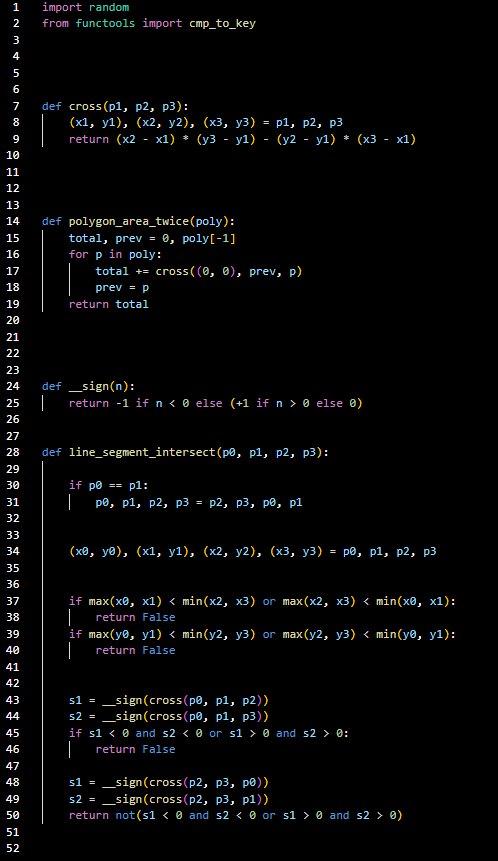 1 import random
2 from functools import cmp_to_key
3
4
5
6
7 def cross(p1, p2, p3):
8     (x1, y1), (x2, y2), (x3, y3) = p1, p2, p3
9     return (x2 - x1) * (y3 - y1) - (y2 - y1) * (x3 - x1)
10
11
12
13
14 def polygon_area_twice(poly):
15     total, prev = 0, poly[-1]
16     for p in poly:
17         total += cross((0, 0), prev, p)
18         prev = p
19     return total
20
21
22
23
24 def __sign(n):
25     return -1 if n < 0 else (+1 if n > 0 else 0)
26
27
28 def line_segment_intersect(p0, p1, p2, p3):
29
30     if p0 == p1:
31         p0, p1, p2, p3 = p2, p3, p0, p1
32
33
34     (x0, y0), (x1, y1), (x2, y2), (x3, y3) = p0, p1, p2, p3
35
36
37     if max(x0, x1) < min(x2, x3) or max(x2, x3) < min(x0, x1):
38         return False
39     if max(y0, y1) < min(y2, y3) or max(y2, y3) < min(y0, y1):
40         return False
41
42
43     s1 = __sign(cross(p0, p1, p2))
44     s2 = __sign(cross(p0, p1, p3))
45     if s1 < 0 and s2 < 0 or s1 > 0 and s2 > 0:
46         return False
47
48     s1 = __sign(cross(p2, p3, p0))
49     s2 = __sign(cross(p2, p3, p1))
50     return not(s1 < 0 and s2 < 0 or s1 > 0 and s2 > 0)
51
52